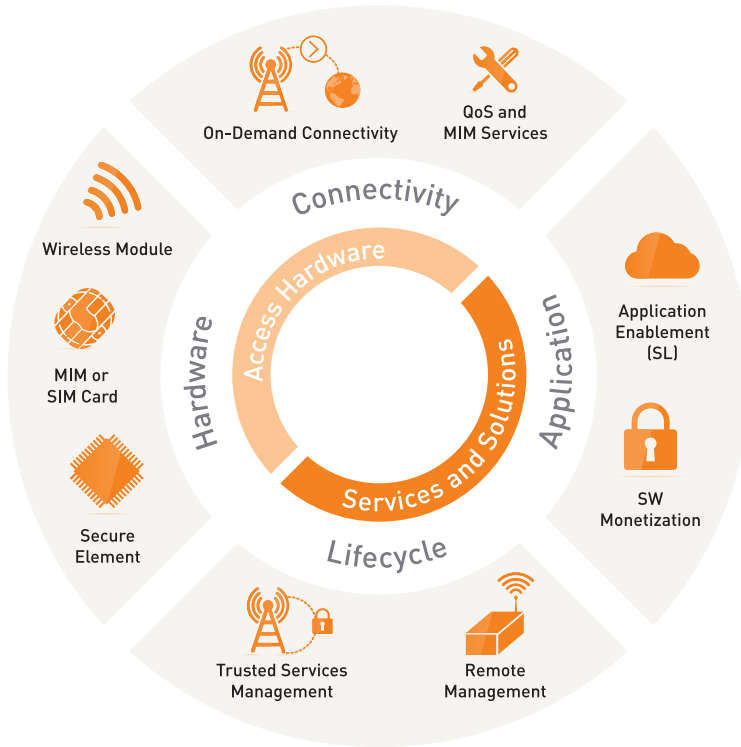 On-Demand Connectivity
QoS and
MIM Services
Connectivity
Wireless Module
MIM or
SIM Card
Secure
Element
Hardware
Access Hardware
Services and Solutions
Application
Application
Enablement
(SL)
SW
Monetization
Lifecycle
Trusted Services
Management
Remote
Management